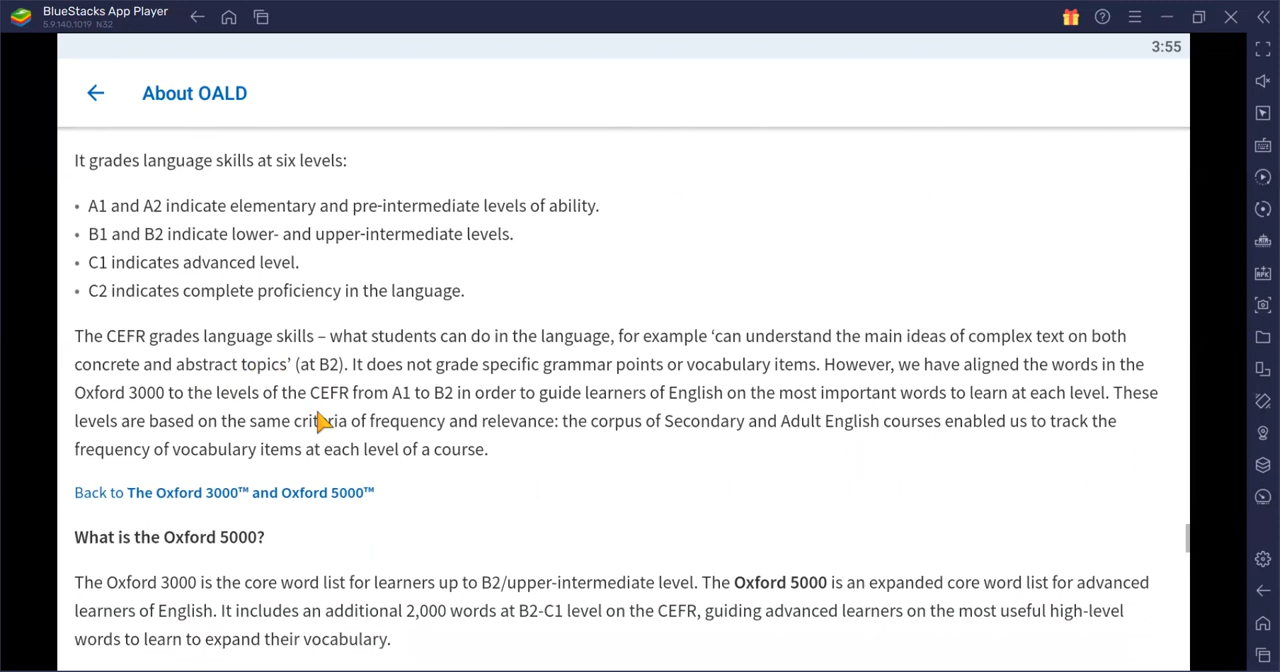 BlueStacks App Player
5.9.140.1019 N32
3:55
About OALD
It grades language skills at six levels:
• A1 and A2 indicate elementary and pre-intermediate levels of ability.
• B1 and B2 indicate lower- and upper-intermediate levels.
• C1 indicates advanced level.
• C2 indicates complete proficiency in the language.
The CEFR grades language skills – what students can do in the language, for example ‘can understand the main ideas of complex text on both
concrete and abstract topics’ (at B2). It does not grade specific grammar points or vocabulary items. However, we have aligned the words in the
Oxford 3000 to the levels of the CEFR from A1 to B2 in order to guide learners of English on the most important words to learn at each level. These
levels are based on the same criteria of frequency and relevance: the corpus of Secondary and Adult English courses enabled us to track the
frequency of vocabulary items at each level of a course.
Back to The Oxford 3000™ and Oxford 5000™
What is the Oxford 5000?
The Oxford 3000 is the core word list for learners up to B2/upper-intermediate level. The Oxford 5000 is an expanded core word list for advanced
learners of English. It includes an additional 2,000 words at B2-C1 level on the CEFR, guiding advanced learners on the most useful high-level
words to learn to expand their vocabulary.